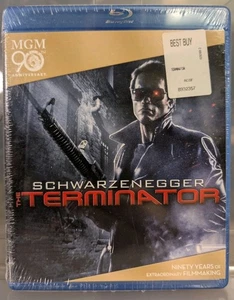 MGM
90
ANNIVERSARY
BEST BUY
SCHWARZENEGGER
THE TERMINATOR
NINETY YEARS OF
EXTRAORDINARY FILMMAKING